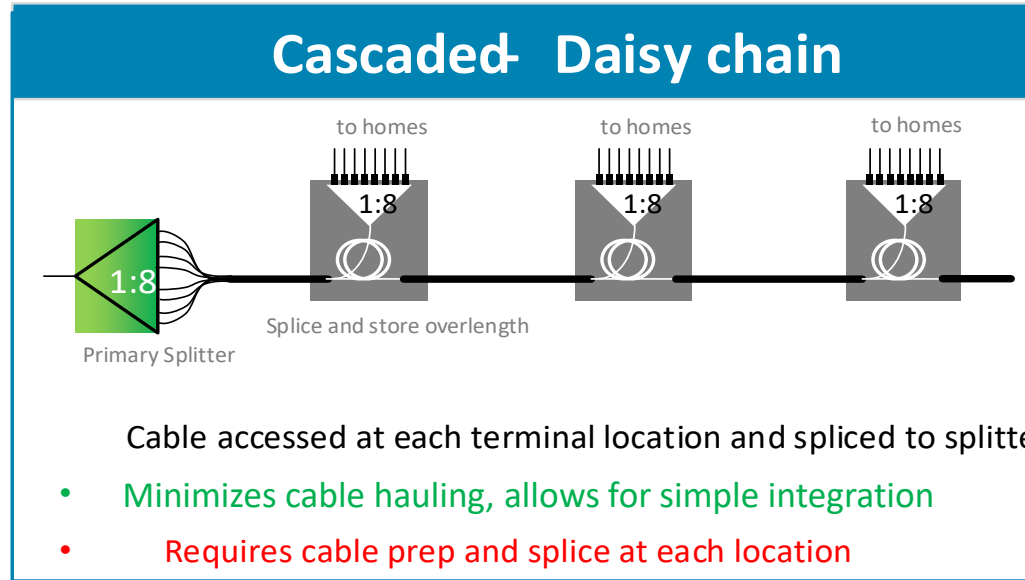 Cascaded- Daisy chain
to homes
to homes
to homes
1:8
1:8
1:8
1:8
Splice and store overlength
Primary Splitter
Cable accessed at each terminal location and spliced to splitte
• Minimizes cable hauling, allows for simple integration
• Requires cable prep and splice at each location